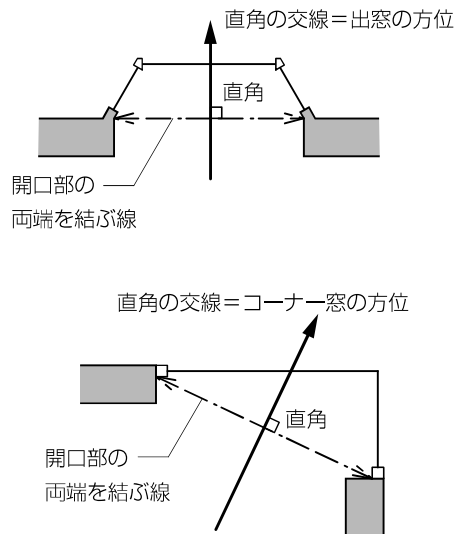 直角の交線＝出窓の方位
直角
開口部の
両端を結ぶ線
直角の交線＝コーナー窓の方位
直角
開口部の
両端を結ぶ線